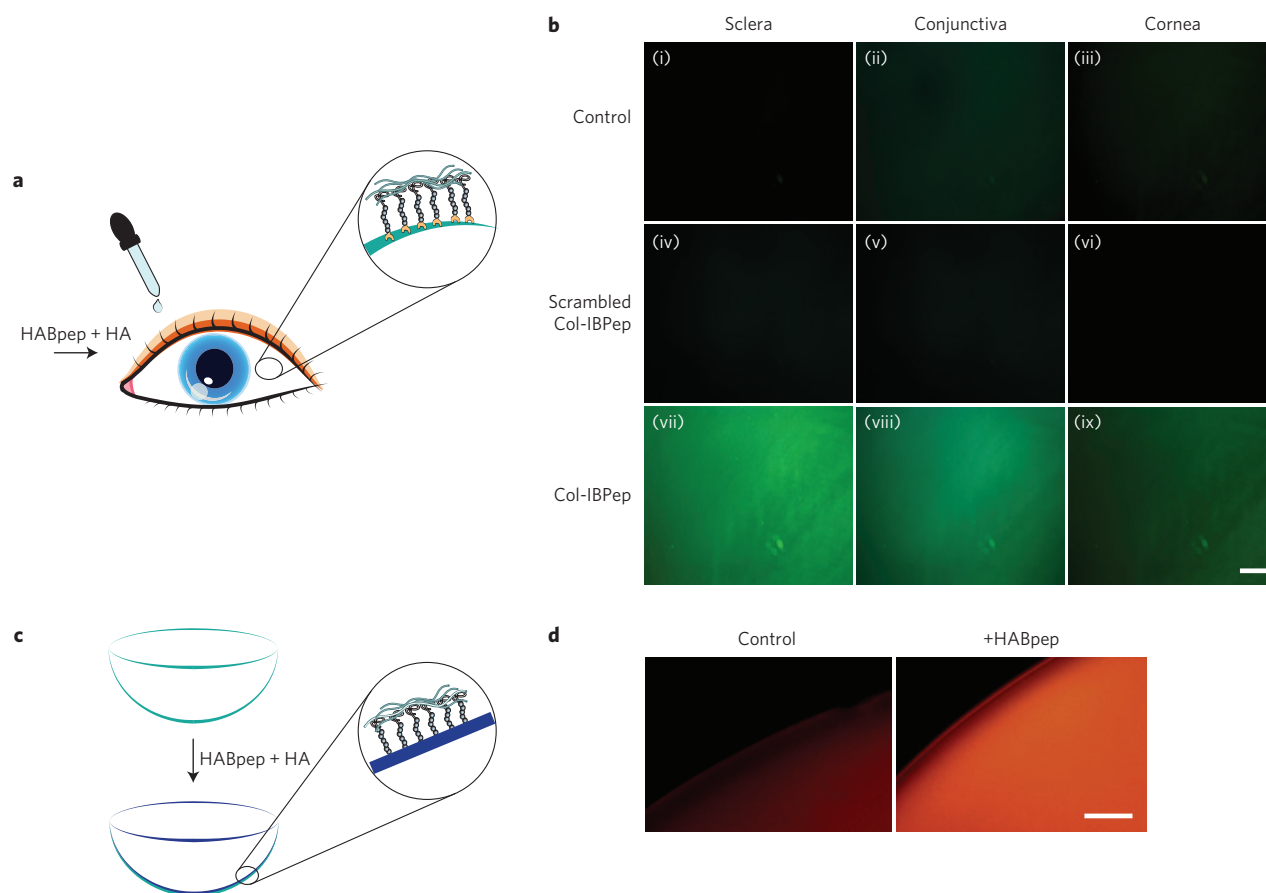 a
HABpep + HA
b
Sclera
Conjunctiva
Cornea
Control
(i)
(ii)
(iii)
Scrambled
Col-IBPep
(iv)
(v)
(vi)
Col-IBPep
(vii)
(viii)
(ix)
c
HABpep + HA
d
Control
+HABpep